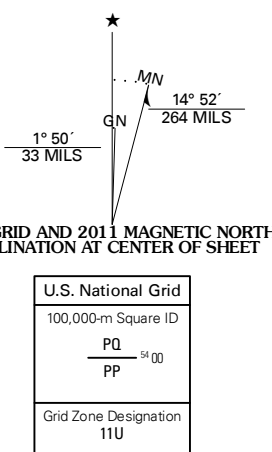 ★
MN
GN
14° 52´
264 MILS
1° 50´
33 MILS
GRID AND 2011 MAGNETIC NORTH
LINATION AT CENTER OF SHEET
U.S. National Grid
100,000-m Square ID
PQ
54 00
PP
Grid Zone Designation
11U